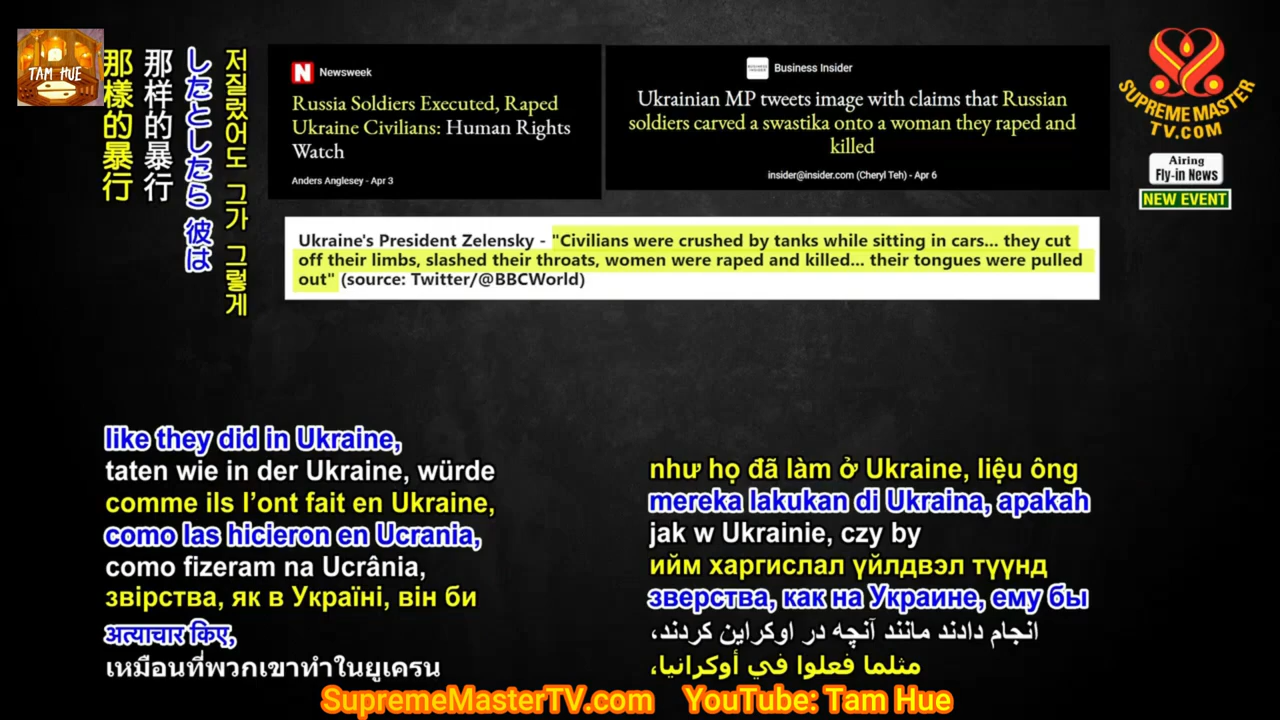 TAM HUE
那樣的暴行
那样的暴行
したとしたら 彼は
저질렀어도 그가 그렇게
N Newsweek
Russia Soldiers Executed, Raped
Ukraine Civilians: Human Rights
Watch
Anders Anglesey - Apr 3
BUSINESS INSIDER
Business Insider
Ukrainian MP tweets image with claims that Russian
soldiers carved a swastika onto a woman they raped and
killed
insider@insider.com (Cheryl Teh) - Apr 6
SUPREME MASTER
TV.COM
Airing
Fly-in News
NEW EVENT
Ukraine's President Zelensky - "Civilians were crushed by tanks while sitting in cars... they cut
off their limbs, slashed their throats, women were raped and killed... their tongues were pulled
out" (source: Twitter/@BBCWorld)
like they did in Ukraine,
taten wie in der Ukraine, würde
comme ils l’ont fait en Ukraine,
como las hicieron en Ucrania,
como fizeram na Ucrânia,
звірства, як в Україні, він би
अत्याचार किए,
เหมือนที่พวกเขาทำในยูเครน
như họ đã làm ở Ukraine, liệu ông
mereka lakukan di Ukraina, apakah
jak w Ukrainie, czy by
ийм харгислал үйлдвэл түүнд
зверства, как на Украине, ему бы
انجام دادند مانند آنچه در اوکراین کردند،
مثلما فعلوا في أوكرانيا،
SupremeMasterTV.com YouTube: Tam Hue